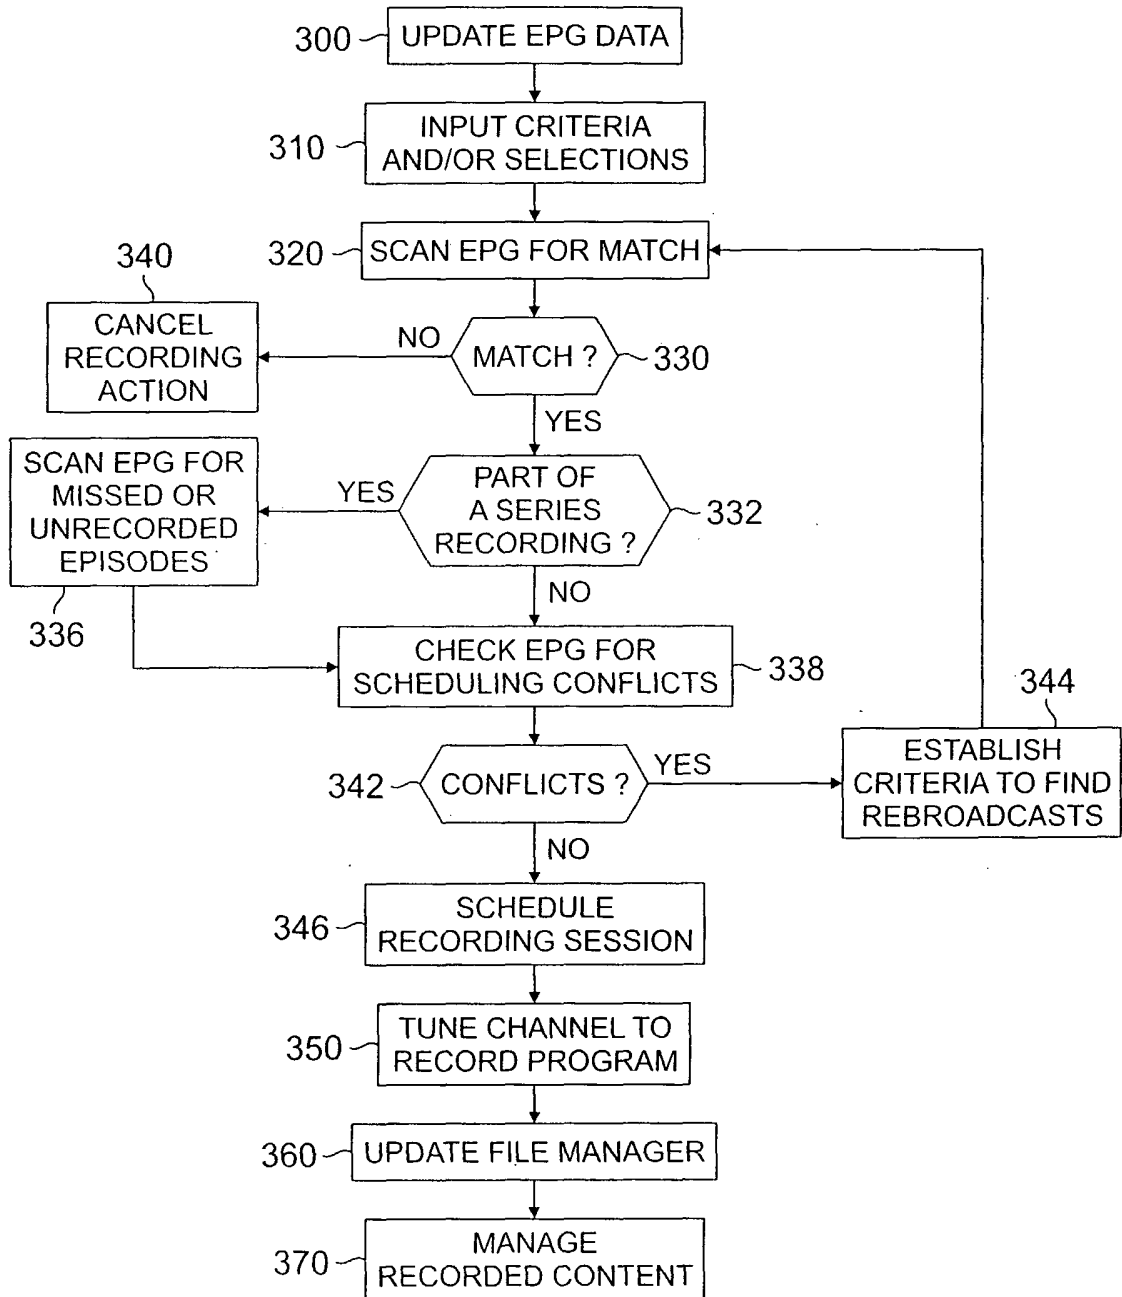 300
UPDATE EPG DATA
310
INPUT CRITERIA
AND/OR SELECTIONS
320
SCAN EPG FOR MATCH
340
CANCEL
RECORDING
ACTION
NO
MATCH ?
330
YES
SCAN EPG FOR
MISSED OR
UNRECORDED
EPISODES
336
YES
PART OF
A SERIES
RECORDING ?
332
NO
CHECK EPG FOR
SCHEDULING CONFLICTS
338
342
CONFLICTS ?
YES
344
ESTABLISH
CRITERIA TO FIND
REBROADCASTS
NO
346
SCHEDULE
RECORDING SESSION
350
TUNE CHANNEL TO
RECORD PROGRAM
360
UPDATE FILE MANAGER
370
MANAGE
RECORDED CONTENT